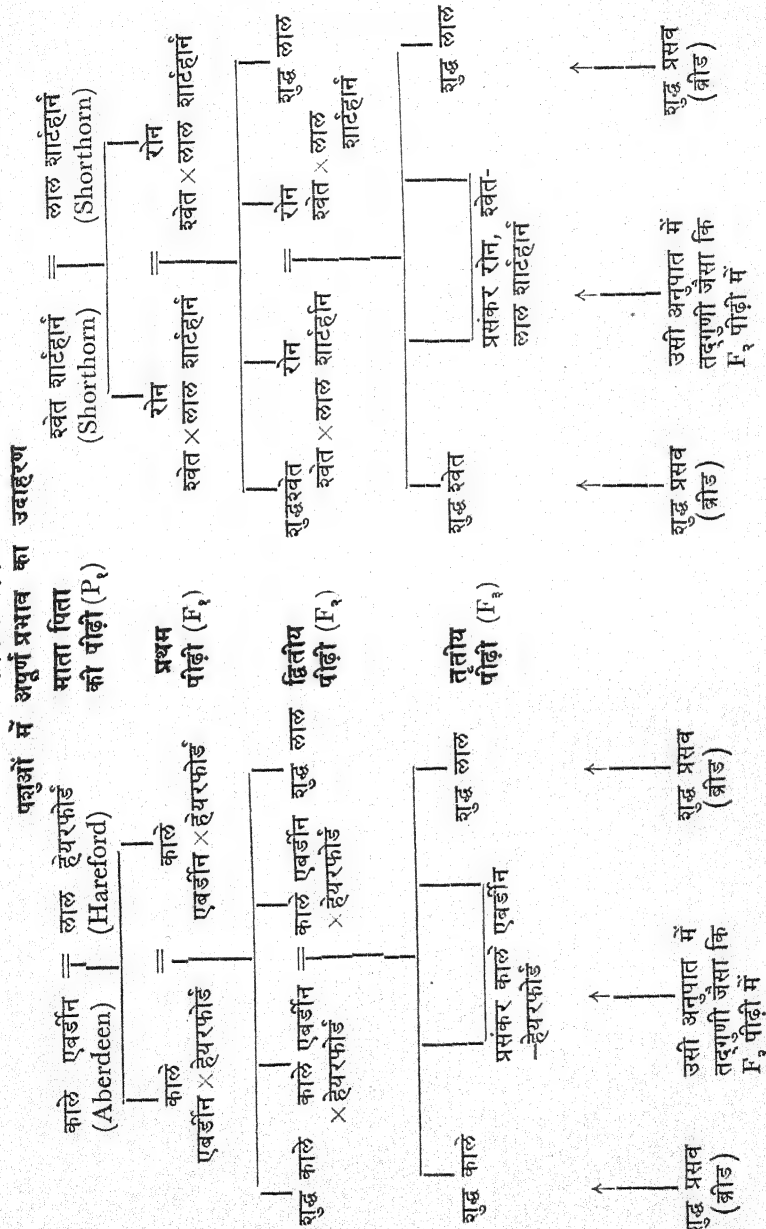 पशुओं में अपूर्ण प्रभाव का उदाहरण
काले एबर्डीन = लाल हेयरफोर्ड
(Aberdeen) (Hareford)
माता पिता
की पीढ़ी (P₁)
श्वेत शार्टहार्न = लाल शार्टहार्न
(Shorthorn) (Shorthorn)
काले = काले
एबर्डीन × हेयरफोर्ड एबर्डीन × हेयरफोर्ड
प्रथम
पीढ़ी (F₁)
रोन = रोन
श्वेत × लाल शार्टहार्न श्वेत × लाल शार्टहार्न
शुद्ध काले काले एबर्डीन = काले एबर्डीन शुद्ध लाल
× हेयरफोर्ड × हेयरफोर्ड
द्वितीय
पीढ़ी (F₂)
शुद्धश्वेत रोन रोन शुद्ध लाल
श्वेत × लाल शार्टहार्न = श्वेत × लाल
शार्टहार्न
शुद्ध काले प्रसंकर काले एबर्डीन शुद्ध लाल
–हेयरफोर्ड
तृतीय
पीढ़ी (F₃)
शुद्ध श्वेत प्रसंकर रोन, श्वेत- शुद्ध लाल
लाल शार्टहार्न
शुद्ध प्रसव
(ब्रीड)
उसी अनुपात में
तद्गुणी जैसा कि
F₂ पीढ़ी में
शुद्ध प्रसव
(ब्रीड)
शुद्ध प्रसव
(ब्रीड)
उसी अनुपात में
तद्गुणी जैसा कि
F₂ पीढ़ी में
शुद्ध प्रसव
(ब्रीड)